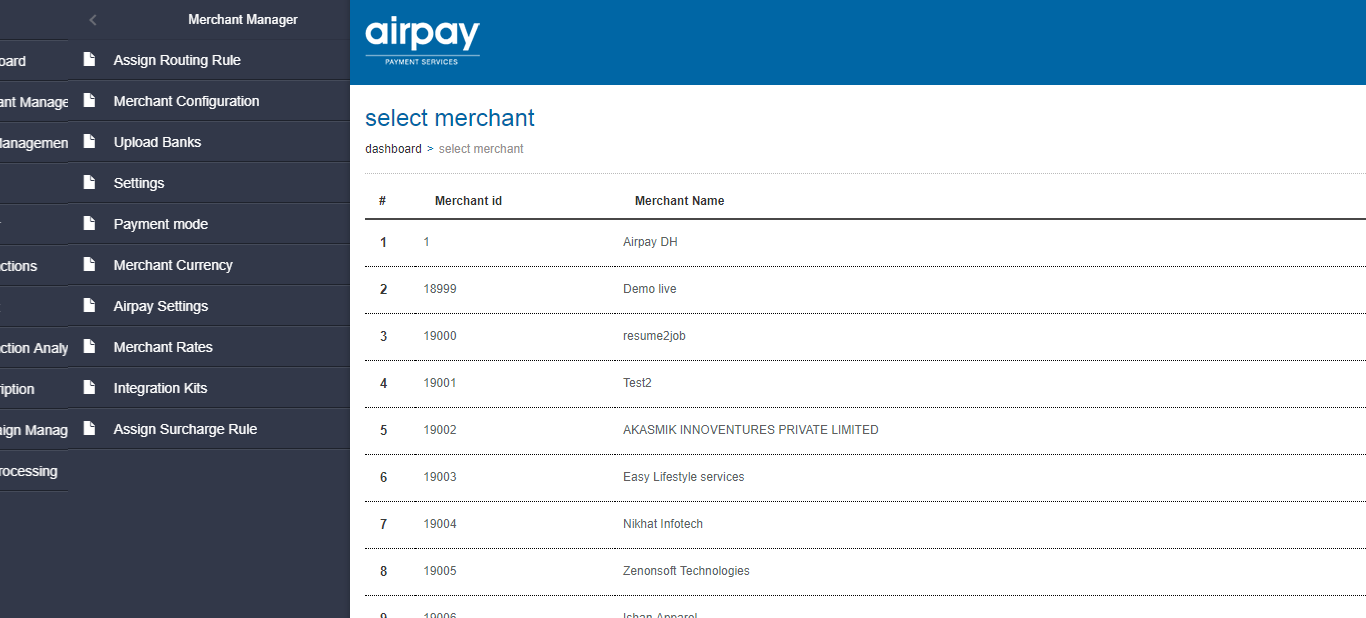 Merchant Manager
Assign Routing Rule
Merchant Configuration
Upload Banks
Settings
Payment mode
Merchant Currency
Airpay Settings
Merchant Rates
Integration Kits
Assign Surcharge Rule
oard
ant Manage
Managemen
ctions
ction Analy
ription
aign Manag
rocessing
airpay
PAYMENT SERVICES
select merchant
dashboard > select merchant
# Merchant id Merchant Name
1 1 Airpay DH
2 18999 Demo live
3 19000 resume2job
4 19001 Test2
5 19002 AKASMIK INNOVENTURES PRIVATE LIMITED
6 19003 Easy Lifestyle services
7 19004 Nikhat Infotech
8 19005 Zenonsoft Technologies
9 19006 Ishan Apparel